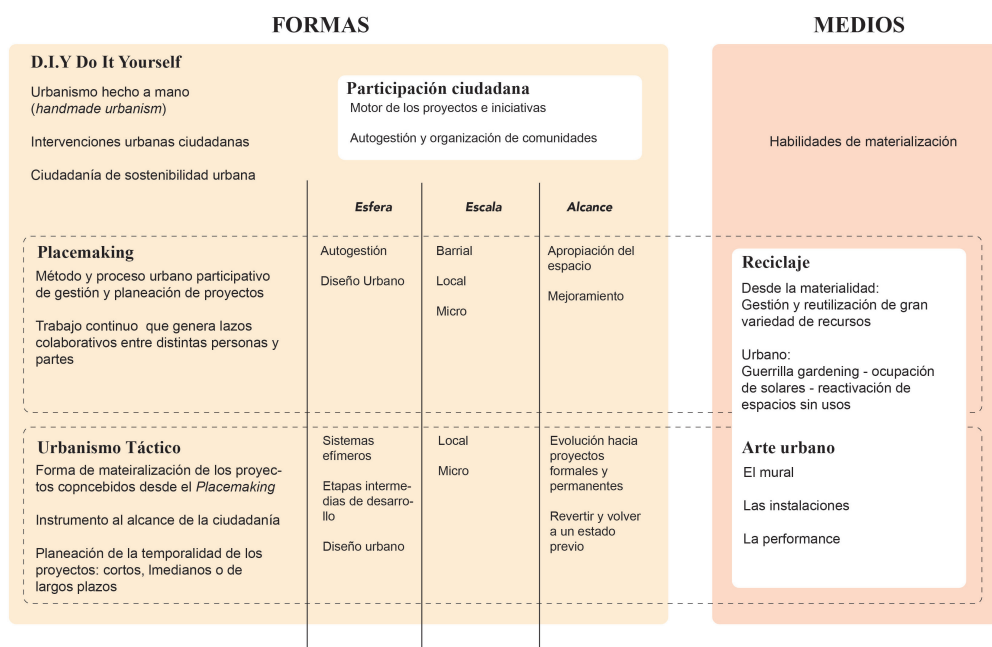 FORMAS
MEDIOS
D.I.Y Do It Yourself
Urbanismo hecho a mano
(handmade urbanism)
Intervenciones urbanas ciudadanas
Ciudadanía de sostenibilidad urbana
Participación ciudadana
Motor de los proyectos e iniciativas
Autogestión y organización de comunidades
Habilidades de materialización
Esfera
Escala
Alcance
Placemaking
Método y proceso urbano participativo
de gestión y planeación de proyectos
Trabajo continuo que genera lazos
colaborativos entre distintas personas y
partes
Autogestión
Diseño Urbano
Barrial
Local
Micro
Apropiación del
espacio
Mejoramiento
Reciclaje
Desde la materialidad:
Gestión y reutilización de gran
variedad de recursos
Urbano:
Guerrilla gardening - ocupación
de solares - reactivación de
espacios sin usos
Urbanismo Táctico
Forma de mateiralización de los proyec-
tos copncebidos desde el Placemaking
Instrumento al alcance de la ciudadanía
Planeación de la temporalidad de los
proyectos: cortos, lmedianos o de
largos plazos
Sistemas
efímeros
Etapas interme-
dias de desarro-
llo
Diseño urbano
Local
Micro
Evolución hacia
proyectos
formales y
permanentes
Revertir y volver
a un estado
previo
Arte urbano
El mural
Las instalaciones
La performance